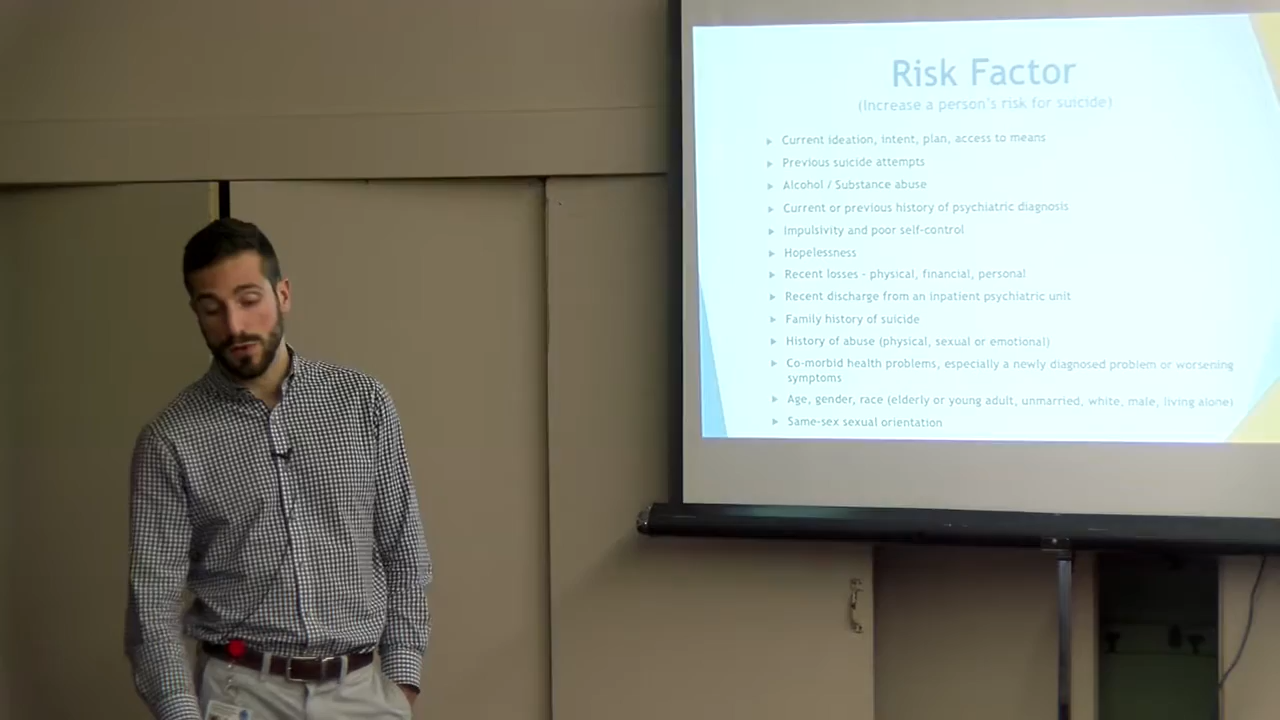 Risk Factor
(Increase a person's risk for suicide)
Current ideation, intent, plan, access to means
Previous suicide attempts
Alcohol / Substance abuse
Current or previous history of psychiatric diagnosis
Impulsivity and poor self-control
Hopelessness
Recent losses - physical, financial, personal
Recent discharge from an inpatient psychiatric unit
Family history of suicide
History of abuse (physical, sexual or emotional)
Co-morbid health problems, especially a newly diagnosed problem or worsening
symptoms
Age, gender, race (elderly or young adult, unmarried, white, male, living alone)
Same-sex sexual orientation